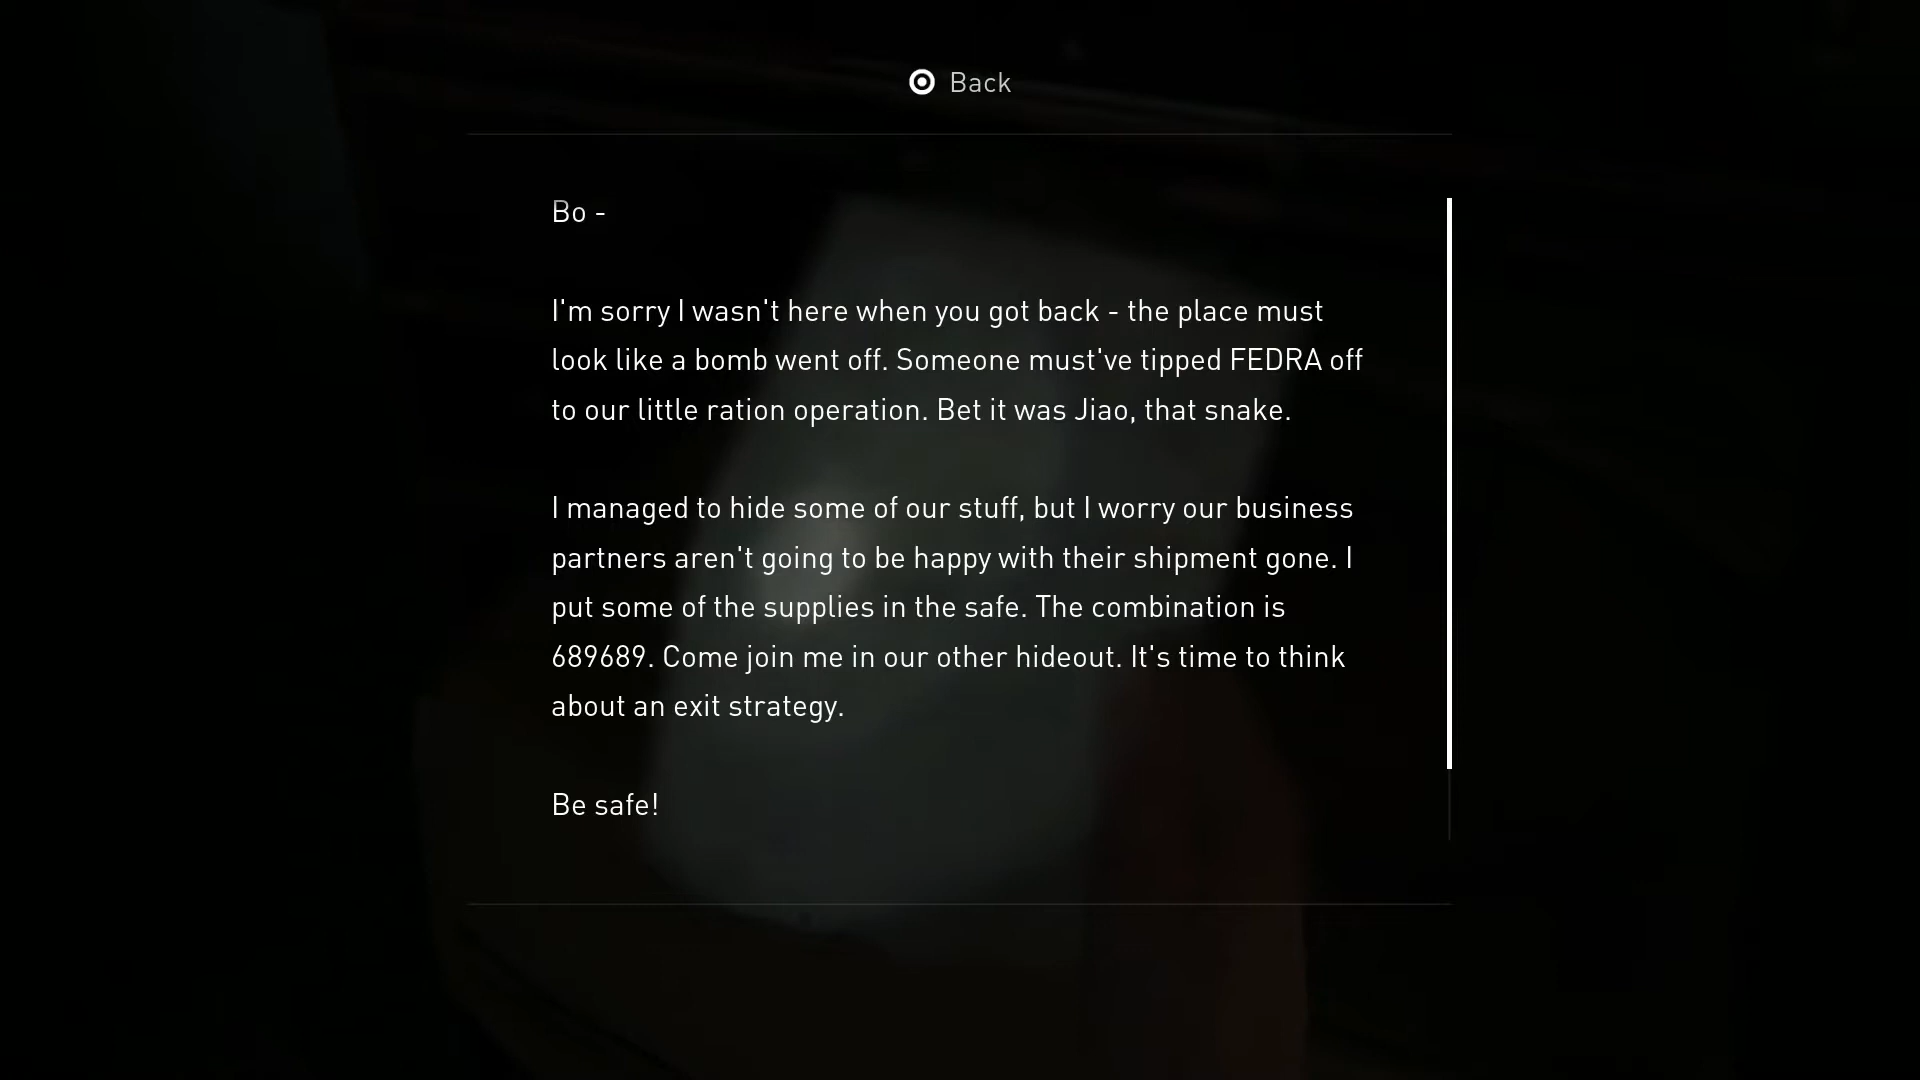 Back
Bo -
I'm sorry I wasn't here when you got back - the place must
look like a bomb went off. Someone must've tipped FEDRA off
to our little ration operation. Bet it was Jiao, that snake.
I managed to hide some of our stuff, but I worry our business
partners aren't going to be happy with their shipment gone. I
put some of the supplies in the safe. The combination is
689689. Come join me in our other hideout. It's time to think
about an exit strategy.
Be safe!